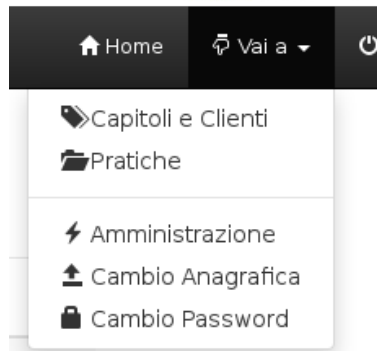 Home Vai a
Capitoli e Clienti
Pratiche
Amministrazione
Cambio Anagrafica
Cambio Password